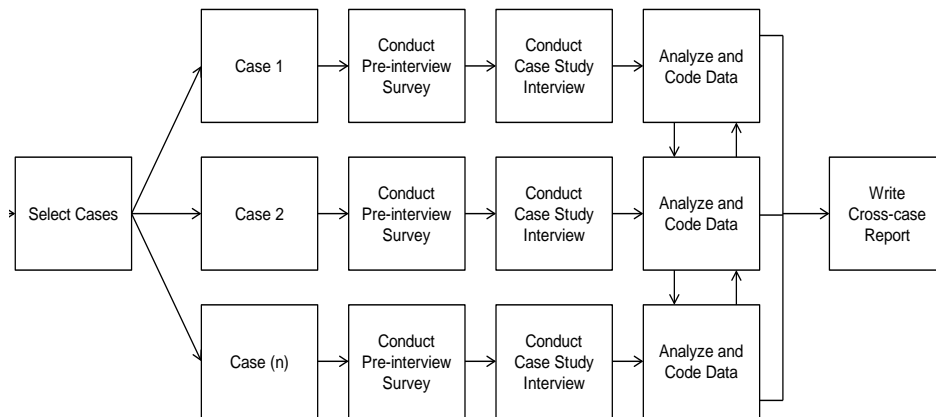 Case 1
Conduct
Pre-interview
Survey
Conduct
Case Study
Interview
Analyze and
Code Data
Select Cases
Case 2
Conduct
Pre-interview
Survey
Conduct
Case Study
Interview
Analyze and
Code Data
Write
Cross-case
Report
Case (n)
Conduct
Pre-interview
Survey
Conduct
Case Study
Interview
Analyze and
Code Data